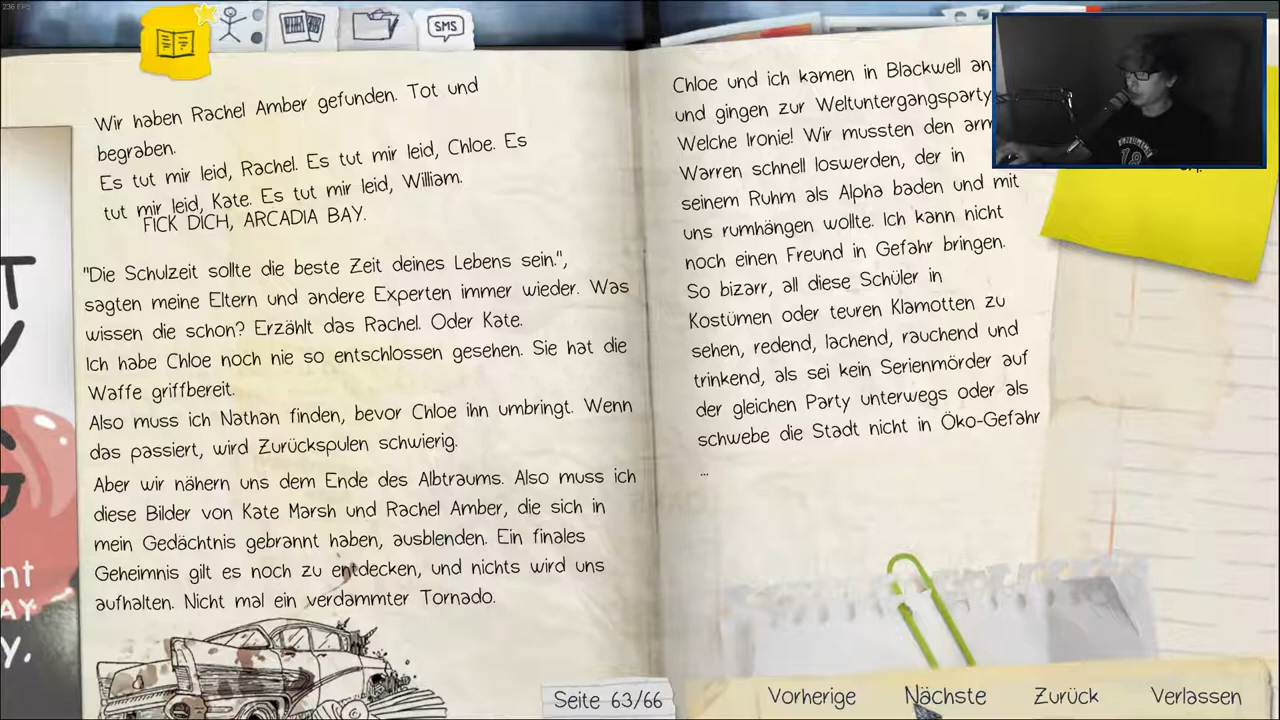 236 FPS
SMS
Wir haben Rachel Amber gefunden. Tot und
begraben.
Es tut mir leid, Rachel. Es tut mir leid, Chloe. Es
tut mir leid, Kate. Es tut mir leid, William.
FICK DICH, ARCADIA BAY.
"Die Schulzeit sollte die beste Zeit deines Lebens sein.",
sagten meine Eltern und andere Experten immer wieder. Was
wissen die schon? Erzählt das Rachel. Oder Kate.
Ich habe Chloe noch nie so entschlossen gesehen. Sie hat die
Waffe griffbereit.
Also muss ich Nathan finden, bevor Chloe ihn umbringt. Wenn
das passiert, wird Zurückspulen schwierig.
Aber wir nähern uns dem Ende des Albtraums. Also muss ich
diese Bilder von Kate Marsh und Rachel Amber, die sich in
mein Gedächtnis gebrannt haben, ausblenden. Ein finales
Geheimnis gilt es noch zu entdecken, und nichts wird uns
aufhalten. Nicht mal ein verdammter Tornado.
Chloe und ich kamen in Blackwell an
und gingen zur Weltuntergangsparty
Welche Ironie! Wir mussten den arm
Warren schnell loswerden, der in
seinem Ruhm als Alpha baden und mit
uns rumhängen wollte. Ich kann nicht
noch einen Freund in Gefahr bringen.
So bizarr, all diese Schüler in
Kostümen oder teuren Klamotten zu
sehen, redend, lachend, rauchend und
trinkend, als sei kein Serienmörder auf
der gleichen Party unterwegs oder als
schwebe die Stadt nicht in Öko-Gefahr
...
Seite 63/66
Vorherige Nächste Zurück Verlassen